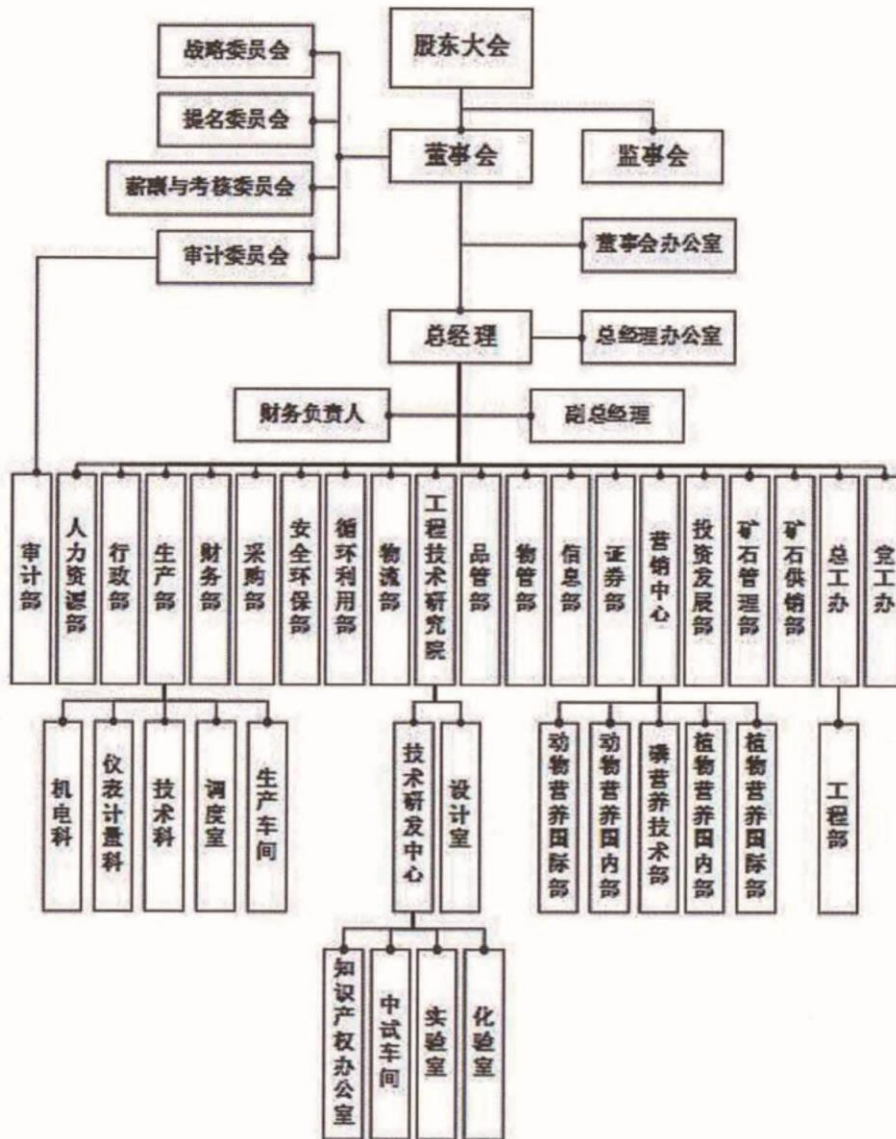 股东大会
战略委员会
提名委员会
董事会
监事会
薪酬与考核委员会
审计委员会
董事会办公室
总经理
总经理办公室
财务负责人
副总经理
审计部
人力资源部
行政部
生产部
财务部
采购部
安全环保部
循环利用部
物流部
工程技术研究院
品管部
物管部
信息部
证券部
营销中心
投资发展部
矿石管理部
矿石供销部
总工办
党工办
机电科
仪表计量科
技术科
调度室
生产车间
技术研发中心
设计室
动物营养国际部
动物营养国内部
磷营养技术部
植物营养国内部
植物营养国际部
工程部
知识产权办公室
中试车间
实验室
化验室